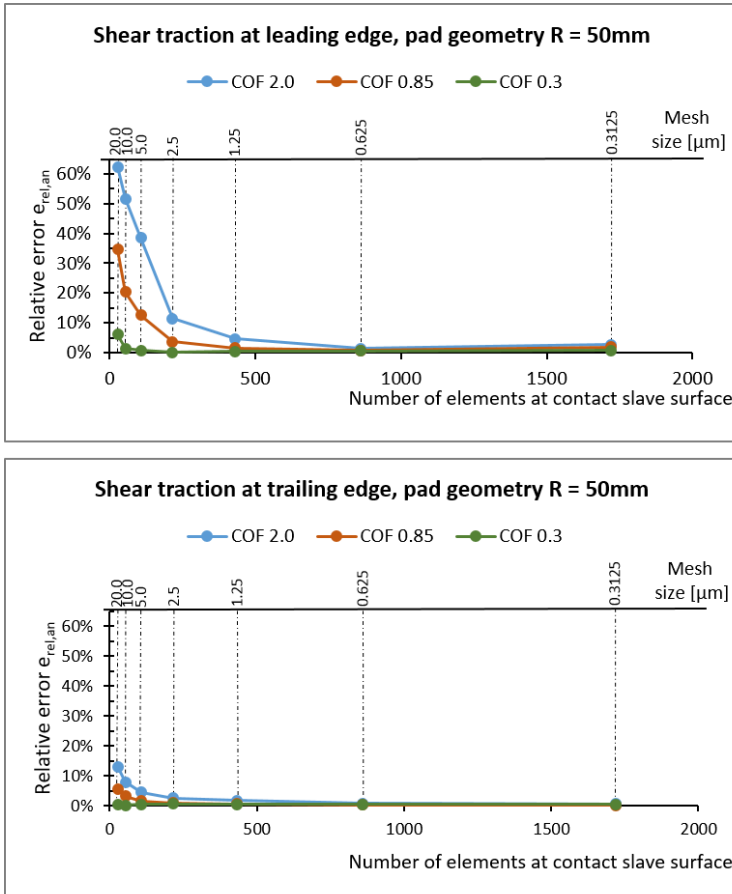 Shear traction at leading edge, pad geometry R = 50mm
COF 2.0 COF 0.85 COF 0.3
20.0 10.0 5.0 2.5 1.25 0.625 0.3125
Mesh
size [µm]
Relative error e_rel,an
60%
50%
40%
30%
20%
10%
0%
0 500 1000 1500 2000
Number of elements at contact slave surface
Shear traction at trailing edge, pad geometry R = 50mm
COF 2.0 COF 0.85 COF 0.3
20.0 10.0 5.0 2.5 1.25 0.625 0.3125
Mesh
size [µm]
Relative error e_rel,an
60%
50%
40%
30%
20%
10%
0%
0 500 1000 1500 2000
Number of elements at contact slave surface